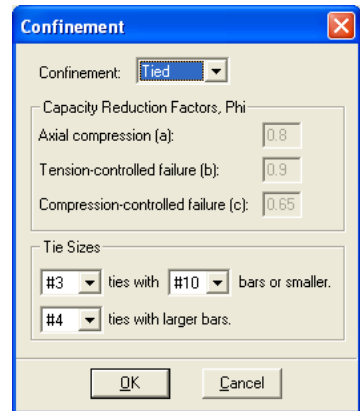 Confinement
Confinement: Tied
Capacity Reduction Factors, Phi
Axial compression (a): 0.8
Tension-controlled failure (b): 0.9
Compression-controlled failure (c): 0.65
Tie Sizes
#3 ties with #10 bars or smaller.
#4 ties with larger bars.
OK Cancel